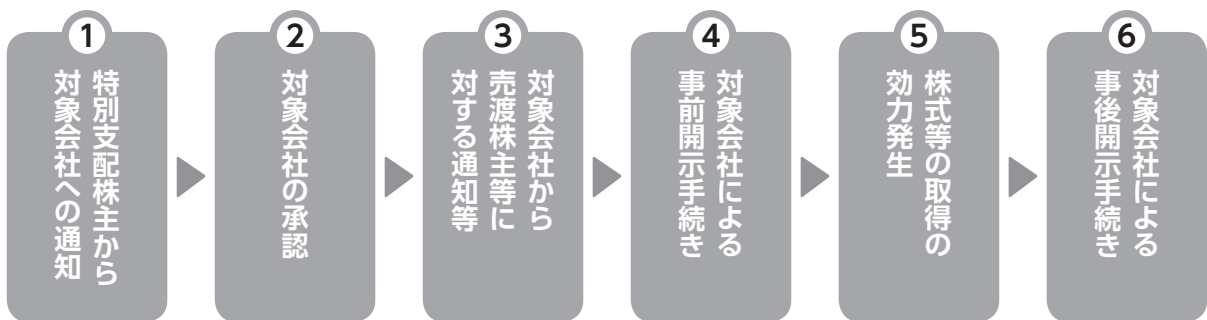 1
特別支配株主から
対象会社への通知
2
対象会社の承認
3
対象会社から
売渡株主等に
対する通知等
4
対象会社による
事前開示手続き
5
株式等の取得の
効力発生
6
対象会社による
事後開示手続き